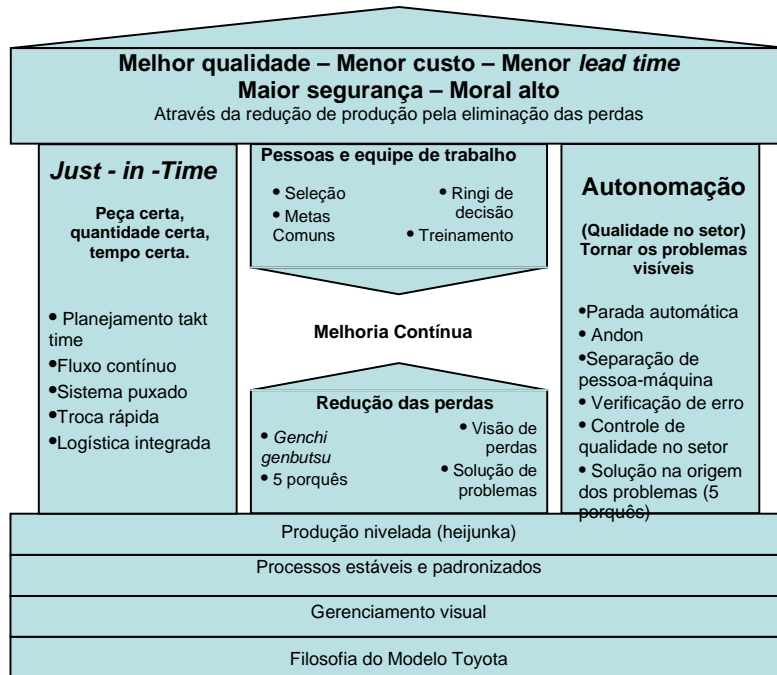 Melhor qualidade – Menor custo – Menor lead time
Maior segurança – Moral alto
Através da redução de produção pela eliminação das perdas
Just - in -Time
Peça certa,
quantidade certa,
tempo certa.
• Planejamento takt
time
•Fluxo contínuo
•Sistema puxado
•Troca rápida
•Logística integrada
Pessoas e equipe de trabalho
• Seleção
• Metas
Comuns
• Ringi de
decisão
• Treinamento
Melhoria Contínua
Redução das perdas
• Genchi
genbutsu
• 5 porquês
• Visão de
perdas
• Solução de
problemas
Autonomação
(Qualidade no setor)
Tornar os problemas
visíveis
•Parada automática
• Andon
•Separação de
pessoa-máquina
• Verificação de erro
• Controle de
qualidade no setor
• Solução na origem
dos problemas (5
porquês)
Produção nivelada (heijunka)
Processos estáveis e padronizados
Gerenciamento visual
Filosofia do Modelo Toyota